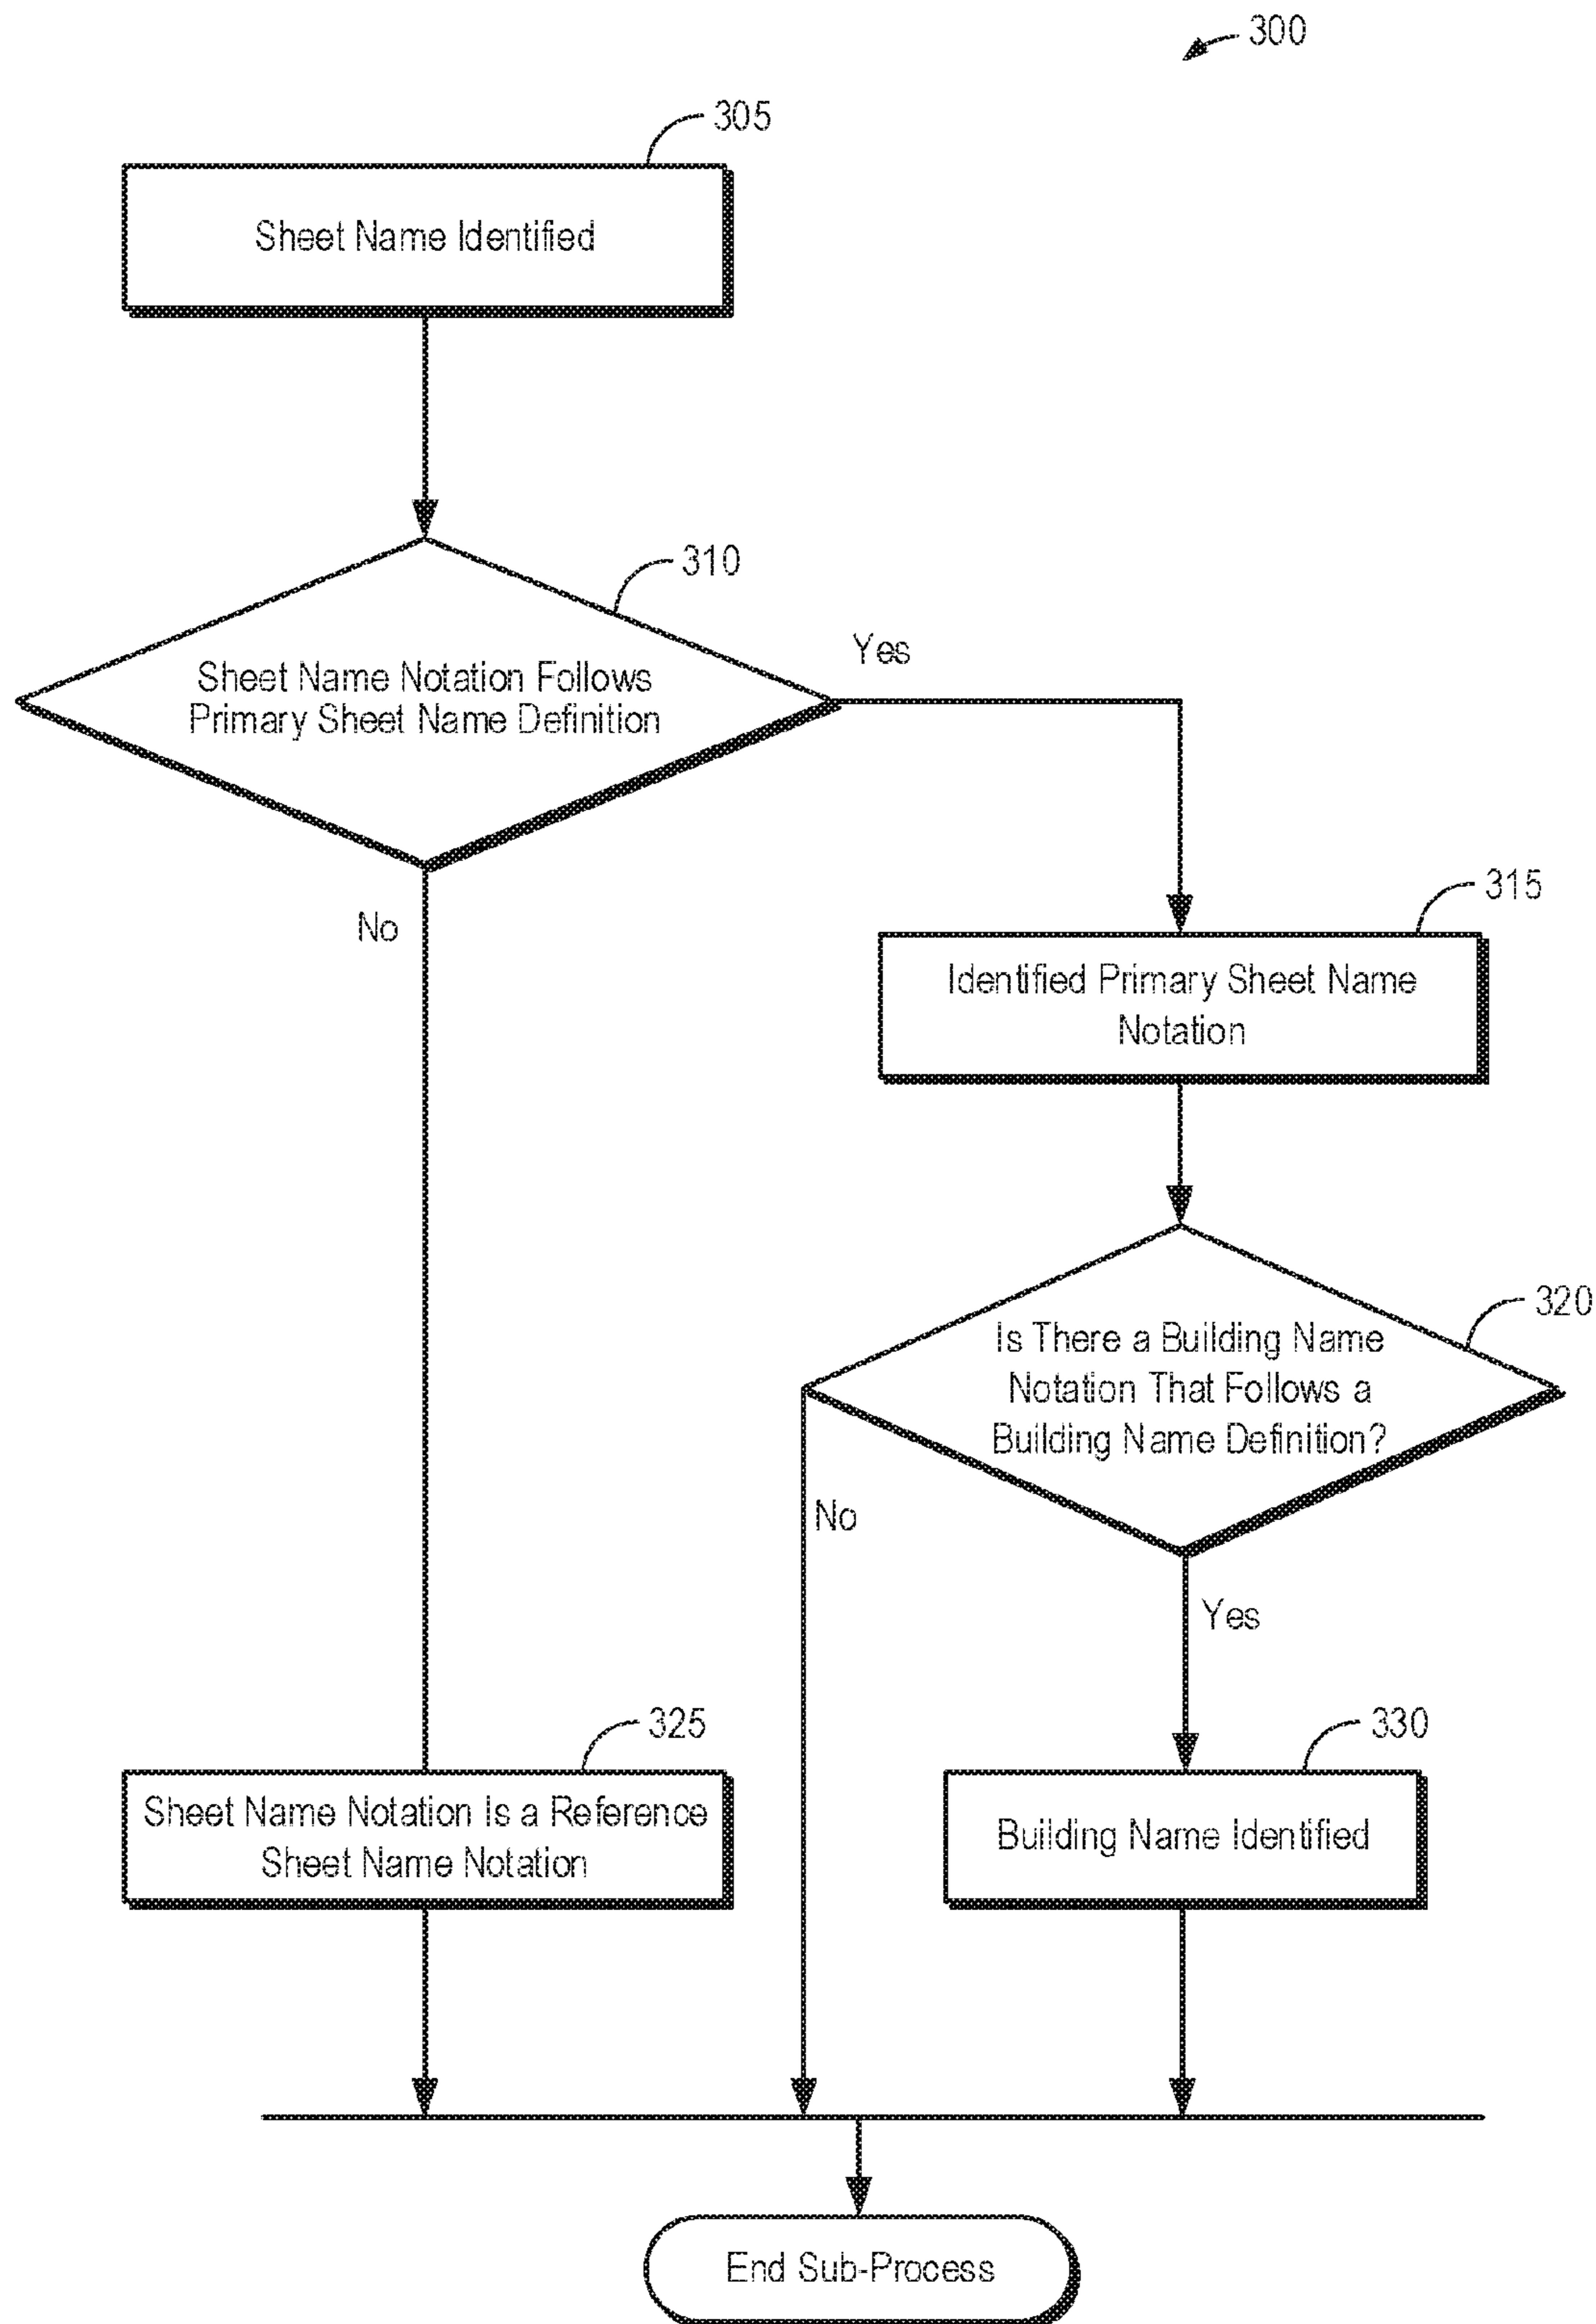 300
305
Sheet Name Identified
310
Sheet Name Notation Follows
Primary Sheet Name Definition
Yes
No
315
Identified Primary Sheet Name
Notation
320
Is There a Building Name
Notation That Follows a
Building Name Definition?
No
Yes
325
Sheet Name Notation Is a Reference
Sheet Name Notation
330
Building Name Identified
End Sub-Process